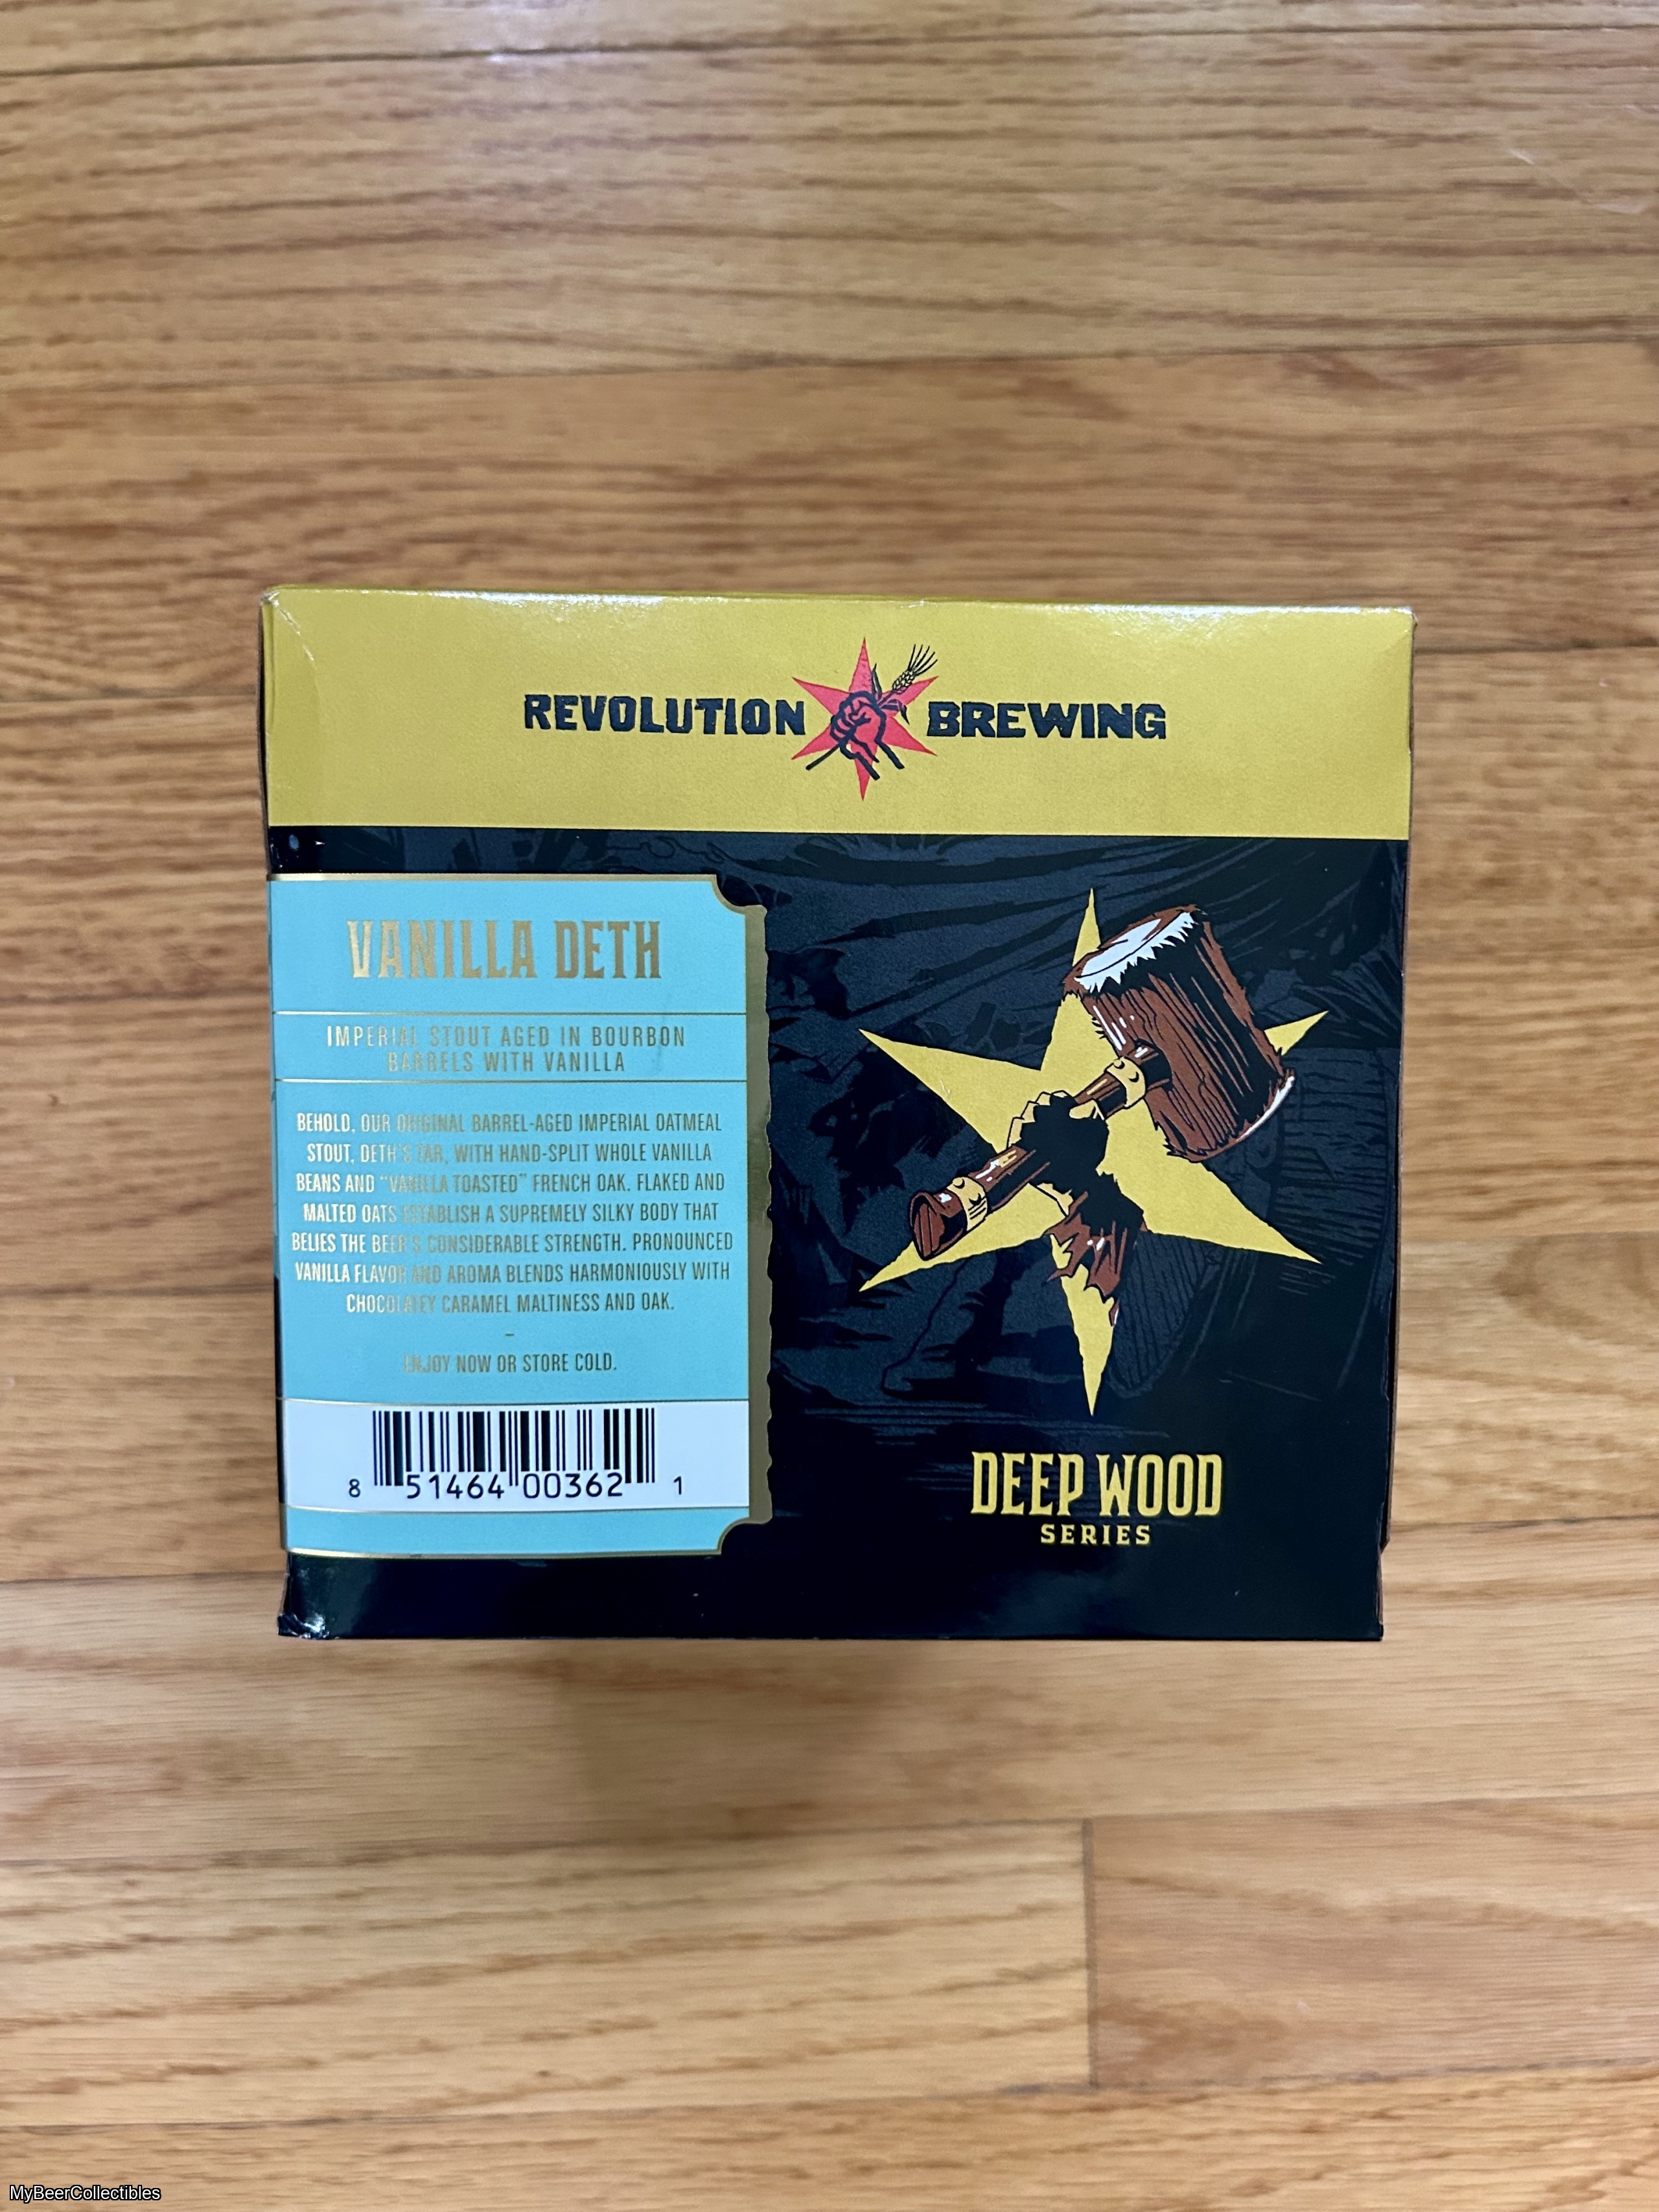 REVOLUTION BREWING
VANILLA DETH
IMPERIAL STOUT AGED IN BOURBON
BARRELS WITH VANILLA
BEHOLD, OUR ORIGINAL BARREL-AGED IMPERIAL OATMEAL
STOUT, DETH'S TAR, WITH HAND-SPLIT WHOLE VANILLA
BEANS AND "VANILLA TOASTED" FRENCH OAK. FLAKED AND
MALTED OATS ESTABLISH A SUPREMELY SILKY BODY THAT
BELIES THE BEER'S CONSIDERABLE STRENGTH. PRONOUNCED
VANILLA FLAVOR AND AROMA BLENDS HARMONIOUSLY WITH
CHOCOLATEY CARAMEL MALTINESS AND OAK.
–
ENJOY NOW OR STORE COLD.
8 51464 00362 1
DEEP WOOD
SERIES
MyBeerCollectibles